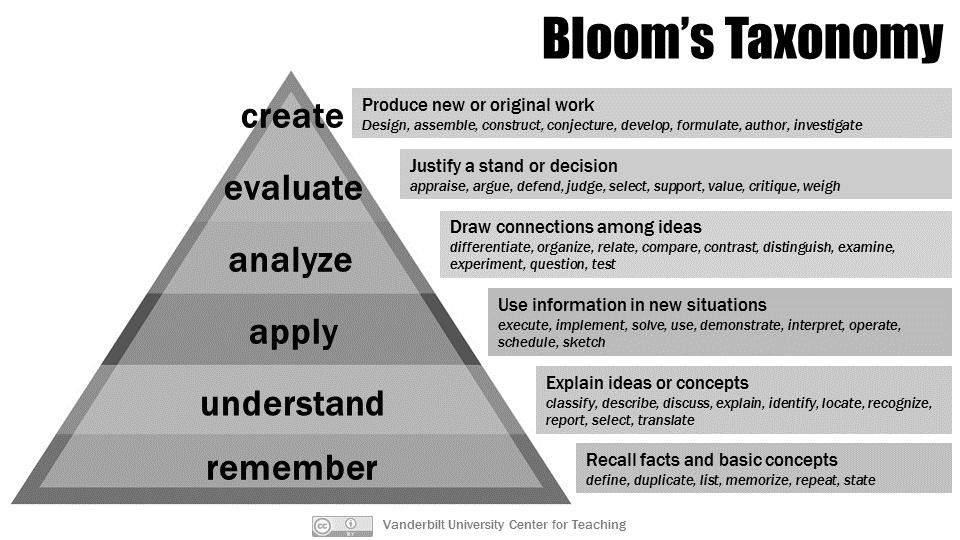 Bloom's Taxonomy
create
Produce new or original work
Design, assemble, construct, conjecture, develop, formulate, author, investigate
evaluate
Justify a stand or decision
appraise, argue, defend, judge, select, support, value, critique, weigh
analyze
Draw connections among ideas
differentiate, organize, relate, compare, contrast, distinguish, examine,
experiment, question, test
apply
Use information in new situations
execute, implement, solve, use, demonstrate, interpret, operate,
schedule, sketch
understand
Explain ideas or concepts
classify, describe, discuss, explain, identify, locate, recognize,
report, select, translate
remember
Recall facts and basic concepts
define, duplicate, list, memorize, repeat, state
cc BY
Vanderbilt University Center for Teaching